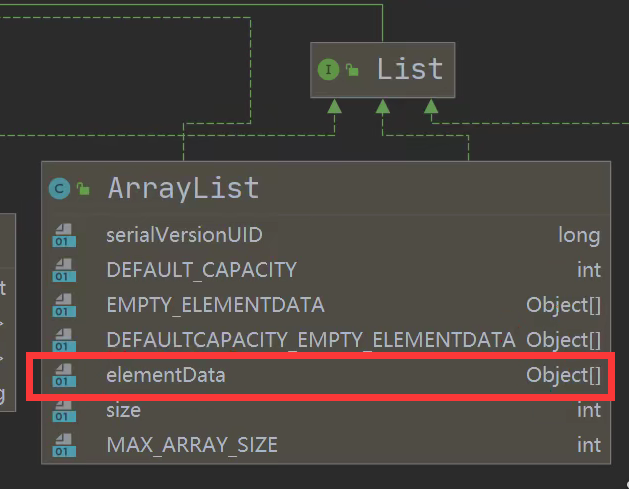 I List
C ArrayList
01 serialVersionUID long
01 DEFAULT_CAPACITY int
01 EMPTY_ELEMENTDATA Object[]
01 DEFAULTCAPACITY_EMPTY_ELEMENTDATA Object[]
01 elementData Object[]
01 size int
01 MAX_ARRAY_SIZE int